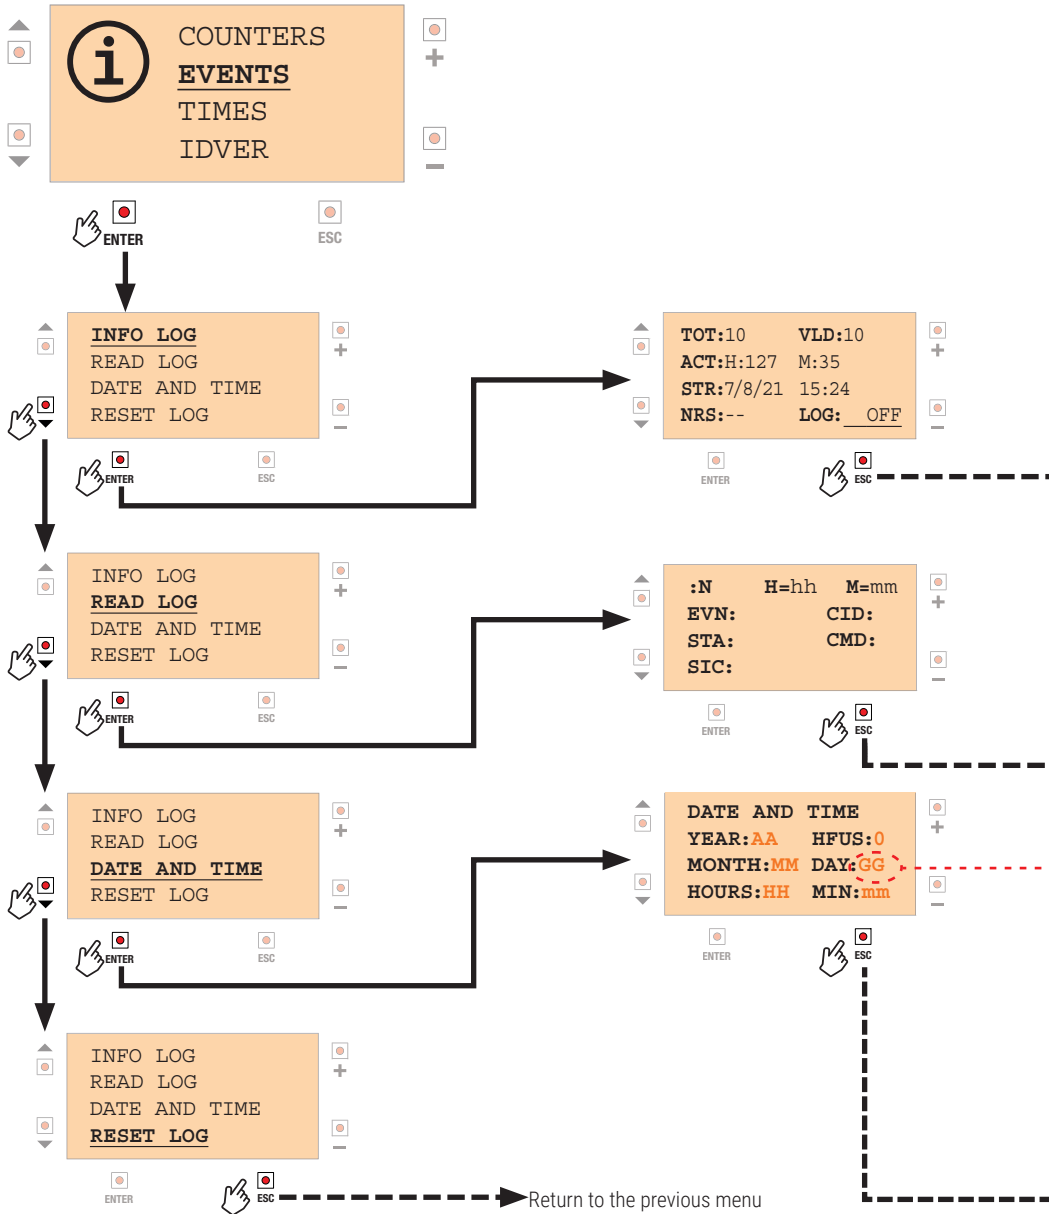 COUNTERS
EVENTS
TIMES
IDVER
ENTER
ESC
INFO LOG
READ LOG
DATE AND TIME
RESET LOG
ENTER
ESC
TOT:10 VLD:10
ACT:H:127 M:35
STR:7/8/21 15:24
NRS:-- LOG: OFF
ENTER
ESC
INFO LOG
READ LOG
DATE AND TIME
RESET LOG
ENTER
ESC
:N H=hh M=mm
EVN: CID:
STA: CMD:
SIC:
ENTER
ESC
INFO LOG
READ LOG
DATE AND TIME
RESET LOG
ENTER
ESC
DATE AND TIME
YEAR:AA HFUS:0
MONTH:MM DAY:GG
HOURS:HH MIN:mm
ENTER
ESC
INFO LOG
READ LOG
DATE AND TIME
RESET LOG
ENTER
ESC
Return to the previous menu